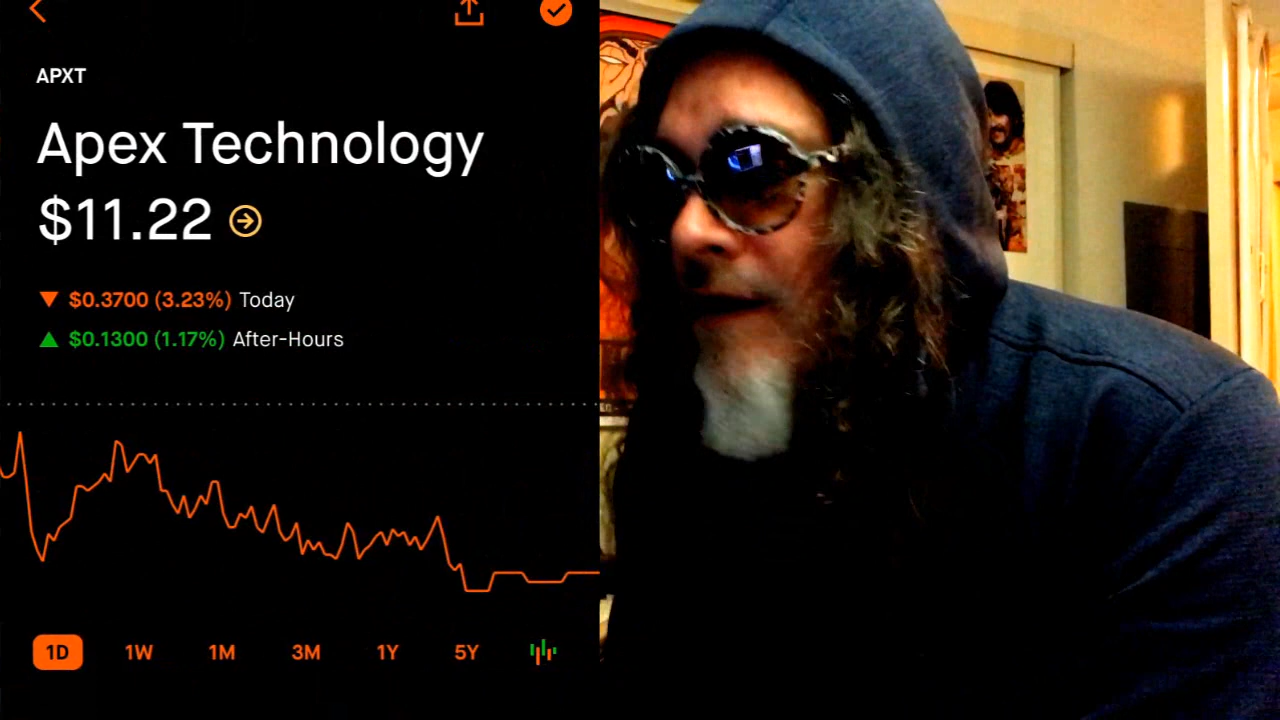 APXT
Apex Technology
$11.22
$0.3700 (3.23%) Today
$0.1300 (1.17%) After-Hours
1D 1W 1M 3M 1Y 5Y